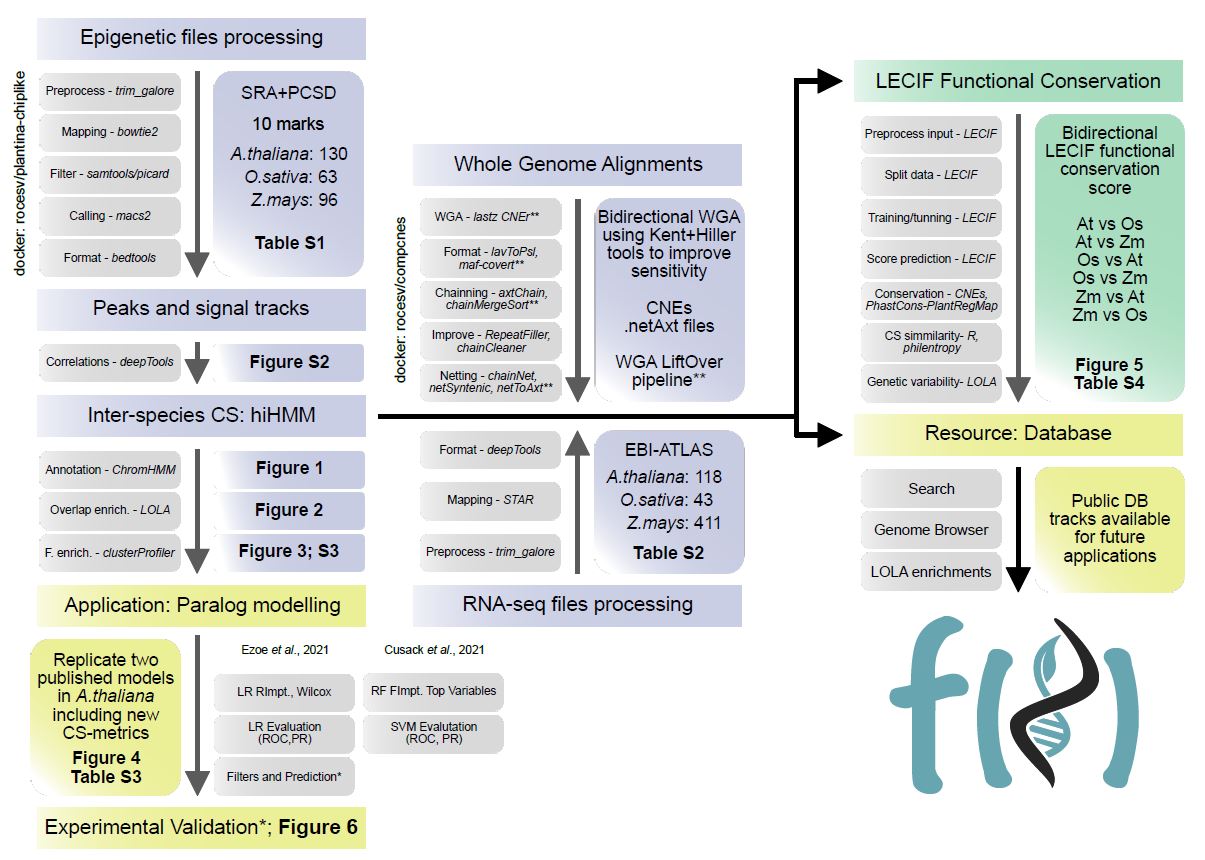 Epigenetic files processing
docker: rocesv/plantina-chiplike
Preprocess - trim_galore
Mapping - bowtie2
Filter - samtools/picard
Calling - macs2
Format - bedtools
SRA+PCSD
10 marks
A.thaliana: 130
O.sativa: 63
Z.mays: 96
Table S1
Peaks and signal tracks
Correlations - deepTools
Figure S2
Inter-species CS: hiHMM
Annotation - ChromHMM
Figure 1
Overlap enrich. - LOLA
Figure 2
F. enrich. - clusterProfiler
Figure 3; S3
Application: Paralog modelling
Replicate two
published models
in A.thaliana
including new
CS-metrics
Figure 4
Table S3
Ezoe et al., 2021
LR RImpt., Wilcox
LR Evaluation
(ROC,PR)
Filters and Prediction*
Cusack et al., 2021
RF FImpt. Top Variables
SVM Evalutation
(ROC, PR)
Experimental Validation*; Figure 6
Whole Genome Alignments
docker: rocesv/compcnes
WGA - lastz CNEr**
Format - lavToPsl,
maf-covert**
Chainning - axtChain,
chainMergeSort**
Improve - RepeatFiller,
chainCleaner
Netting - chainNet,
netSyntenic, netToAxt**
Bidirectional WGA
using Kent+Hiller
tools to improve
sensitivity
CNEs
.netAxt files
WGA LiftOver
pipeline**
Format - deepTools
Mapping - STAR
Preprocess - trim_galore
EBI-ATLAS
A.thaliana: 118
O.sativa: 43
Z.mays: 411
Table S2
RNA-seq files processing
LECIF Functional Conservation
Preprocess input - LECIF
Split data - LECIF
Training/tunning - LECIF
Score prediction - LECIF
Conservation - CNEs,
PhastCons-PlantRegMap
CS simmilarity - R,
philentropy
Genetic variability- LOLA
Bidirectional
LECIF functional
conservation
score
At vs Os
At vs Zm
Os vs At
Os vs Zm
Zm vs At
Zm vs Os
Figure 5
Table S4
Resource: Database
Search
Genome Browser
LOLA enrichments
Public DB
tracks available
for future
applications
f( )